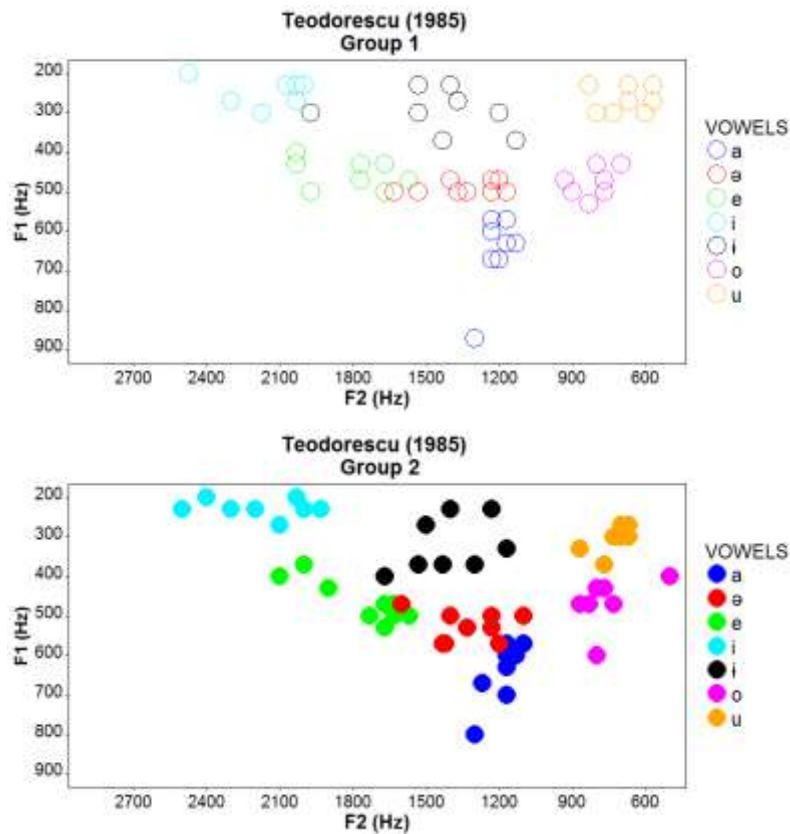 Teodorescu (1985)
Group 1
200
300
400
500
600
700
800
900
F1 (Hz)
2700 2400 2100 1800 1500 1200 900 600
F2 (Hz)
VOWELS
a
ə
e
i
ɨ
o
u
Teodorescu (1985)
Group 2
200
300
400
500
600
700
800
900
F1 (Hz)
2700 2400 2100 1800 1500 1200 900 600
F2 (Hz)
VOWELS
a
ə
e
i
ɨ
o
u